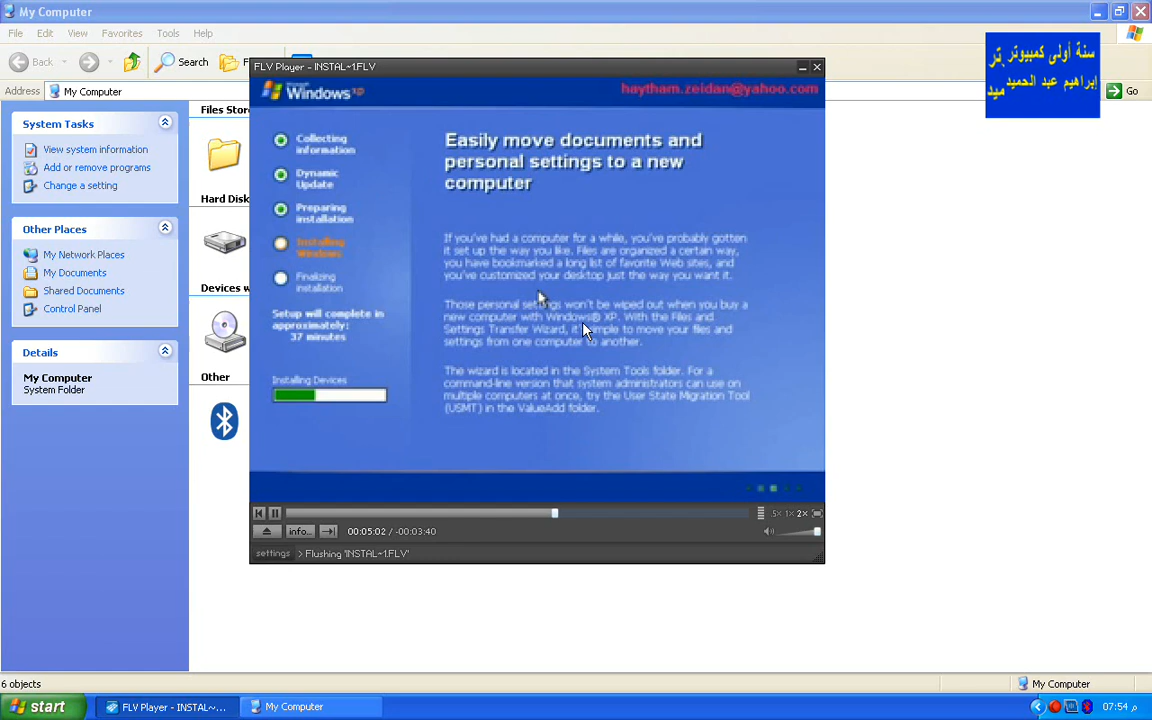 My Computer
File Edit View Favorites Tools Help
Back Search
Address My Computer Go
سنة أولى كمبيوتر
إبراهيم عبد الحميد
System Tasks
View system information
Add or remove programs
Change a setting
Other Places
My Network Places
My Documents
Shared Documents
Control Panel
Details
My Computer
System Folder
Files Stor
Hard Disk
Devices w
Other
FLV Player - INSTAL~1.FLV
Microsoft
Windows XP
haytham.zeidan@yahoo.com
Collecting
information
Dynamic
Update
Preparing
installation
Installing
Windows
Finalizing
installation
Setup will complete in
approximately:
37 minutes
Installing Devices
Easily move documents and
personal settings to a new
computer
If you've had a computer for a while, you've probably gotten
it set up the way you like. Files are organized a certain way,
you have bookmarked a long list of favorite Web sites, and
you've customized your desktop just the way you want it.
Those personal settings won't be wiped out when you buy a
new computer with Windows® XP. With the Files and
Settings Transfer Wizard, it simple to move your files and
settings from one computer to another.
The wizard is located in the System Tools folder. For a
command-line version that system administrators can use on
multiple computers at once, try the User State Migration Tool
(USMT) in the ValueAdd folder.
.5x 1x 2x
info... 00:05:02 / -00:03:40
settings > Flushing 'INSTAL~1.FLV'
6 objects My Computer
start FLV Player - INSTAL~... My Computer 07:54 م